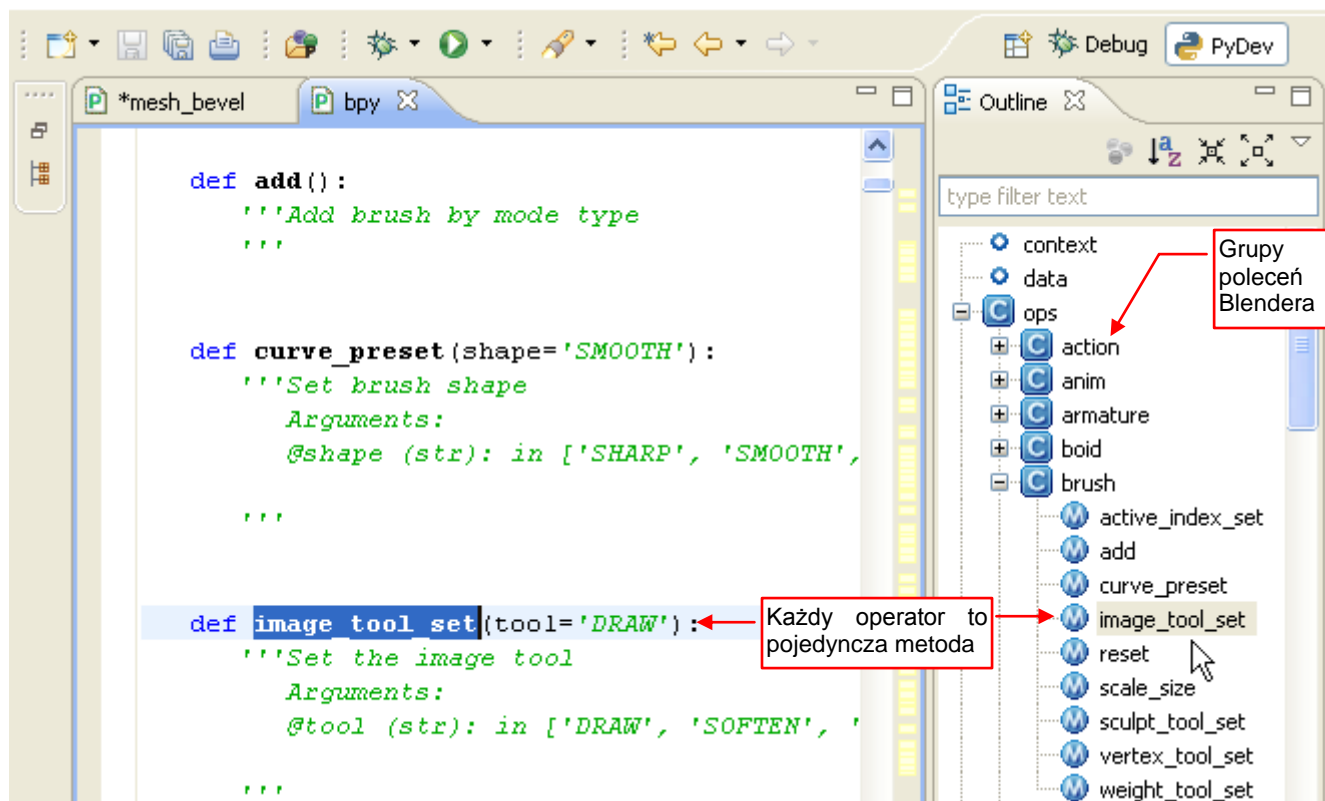 Debug
PyDev
*mesh_bevel
bpy
def add():
'''Add brush by mode type
'''
def curve_preset(shape='SMOOTH'):
'''Set brush shape
Arguments:
@shape (str): in ['SHARP', 'SMOOTH',
'''
def image_tool_set(tool='DRAW'):
'''Set the image tool
Arguments:
@tool (str): in ['DRAW', 'SOFTEN', '
'''
Każdy operator to
pojedyncza metoda
Outline
type filter text
context
data
ops
action
anim
armature
boid
brush
active_index_set
add
curve_preset
image_tool_set
reset
scale_size
sculpt_tool_set
vertex_tool_set
weight_tool_set
Grupy
poleceń
Blendera